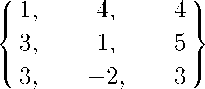 1, 4, 4
3, 1, 5
3, -2, 3